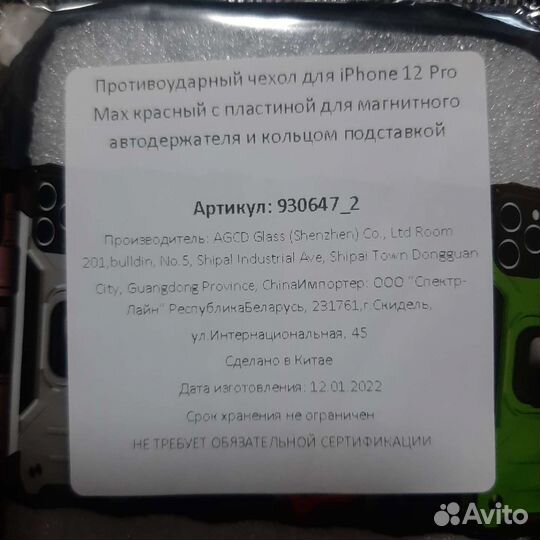 Противоударный чехол для iPhone 12 Pro
Max красный с пластиной для магнитного
автодержателя и кольцом подставкой
Артикул: 930647_2
Производитель: AGCD Glass (Shenzhen) Co., Ltd Room
201,bulldin, No.5, Shipal Industrial Ave, Shipai Town Dongguan
City, Guangdong Province, ChinaИмпортер: ООО "Спектр-
Лайн" РеспубликаБеларусь, 231761,г.Скидель,
ул.Интернациональная, 45
Сделано в Китае
Дата изготовления: 12.01.2022
Срок хранения не ограничен
НЕ ТРЕБУЕТ ОБЯЗАТЕЛЬНОЙ СЕРТИФИКАЦИИ
Avito